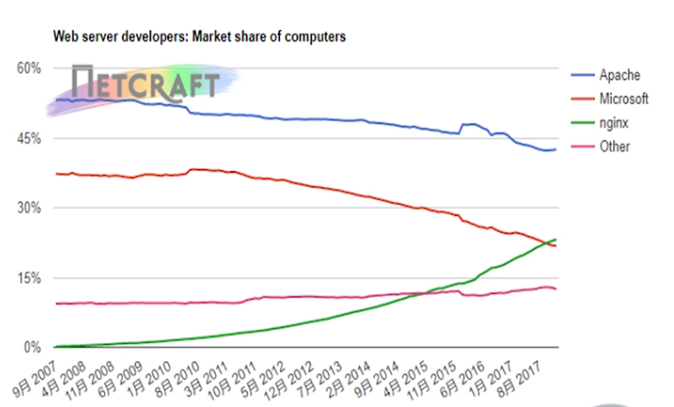 Web server developers: Market share of computers
60%
NETCRAFT
Apache
Microsoft
nginx
Other
45%
30%
15%
0%
9月 2007
4月 2008
11月 2008
6月 2009
1月 2010
8月 2010
3月 2011
10月 2011
5月 2012
12月 2012
7月 2013
2月 2014
9月 2014
4月 2015
11月 2015
6月 2016
1月 2017
8月 2017